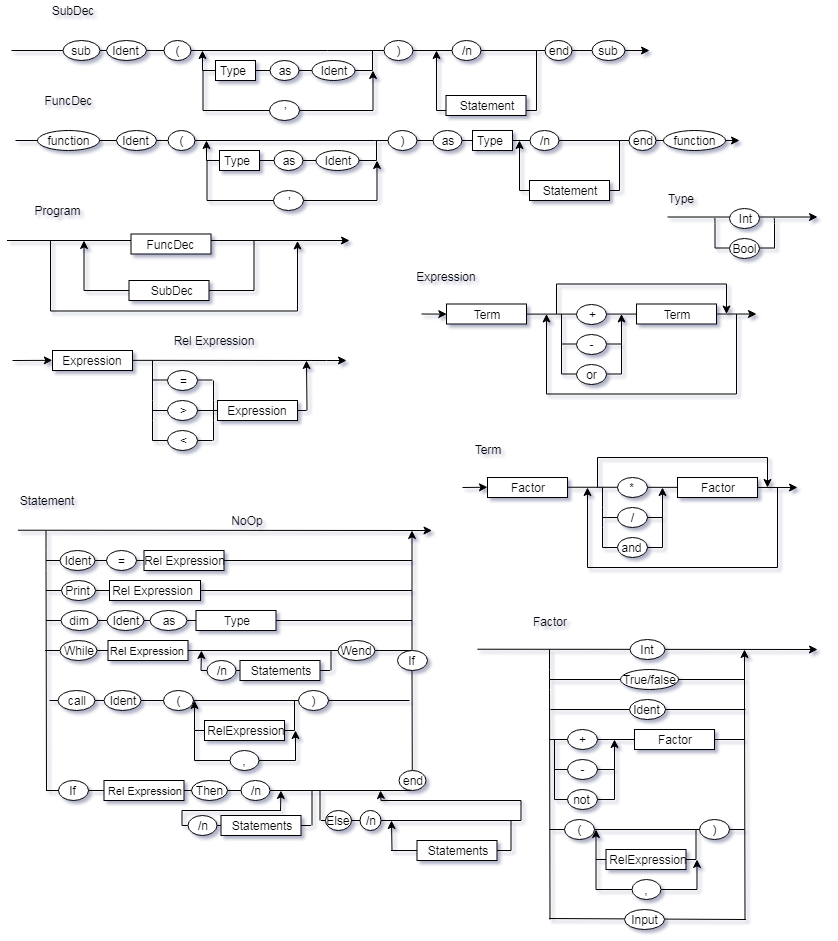 SubDec
sub Ident ( ) /n end sub
Type as Ident
Statement
,
FuncDec
function Ident ( ) as Type /n end function
Type as Ident
Statement
,
Program
FuncDec
SubDec
Type
Int
Bool
Expression
Term + Term
-
or
Rel Expression
Expression
=
> Expression
<
Term
Factor * Factor
/
and
Statement
NoOp
Ident = Rel Expression
Print Rel Expression
dim Ident as Type
While Rel Expression Wend
/n Statements
If
call Ident ( )
RelExpression
,
end
If Rel Expression Then /n
/n Statements
Else /n
Statements
Factor
Int
True/false
Ident
+ Factor
-
not
( )
RelExpression
,
Input